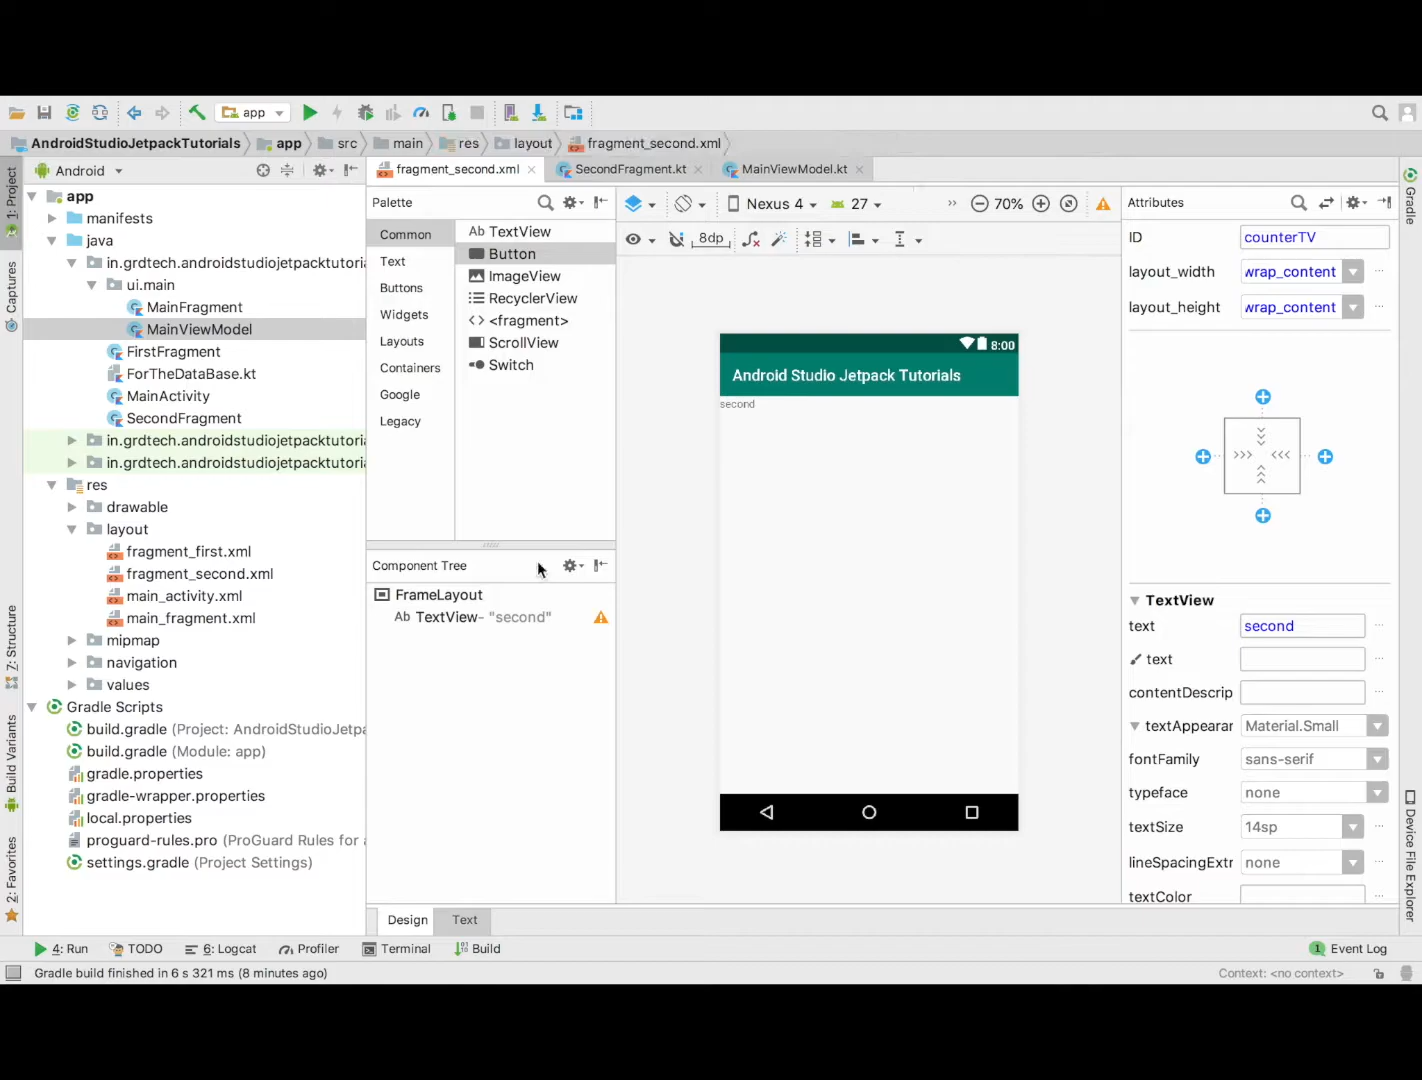 app
AndroidStudioJetpackTutorials app src main res layout fragment_second.xml
1: Project
Captures
7: Structure
Build Variants
2: Favorites
Android
app
manifests
java
in.grdtech.androidstudiojetpacktutoria
ui.main
MainFragment
MainViewModel
FirstFragment
ForTheDataBase.kt
MainActivity
SecondFragment
in.grdtech.androidstudiojetpacktutoria
in.grdtech.androidstudiojetpacktutoria
res
drawable
layout
fragment_first.xml
fragment_second.xml
main_activity.xml
main_fragment.xml
mipmap
navigation
values
Gradle Scripts
build.gradle (Project: AndroidStudioJetpa
build.gradle (Module: app)
gradle.properties
gradle-wrapper.properties
local.properties
proguard-rules.pro (ProGuard Rules for a
settings.gradle (Project Settings)
fragment_second.xml SecondFragment.kt MainViewModel.kt
Palette
Common
Text
Buttons
Widgets
Layouts
Containers
Google
Legacy
Ab TextView
Button
ImageView
RecyclerView
<> <fragment>
ScrollView
Switch
Component Tree
FrameLayout
Ab TextView- "second"
Nexus 4 27 » 70%
8dp
8:00
Android Studio Jetpack Tutorials
second
Design Text
Attributes
ID counterTV
layout_width wrap_content
layout_height wrap_content
TextView
text second
text
contentDescrip
textAppearar Material.Small
fontFamily sans-serif
typeface none
textSize 14sp
lineSpacingExtr none
textColor
Gradle
Device File Explorer
4: Run TODO 6: Logcat Profiler Terminal Build 1 Event Log
Gradle build finished in 6 s 321 ms (8 minutes ago) Context: <no context>